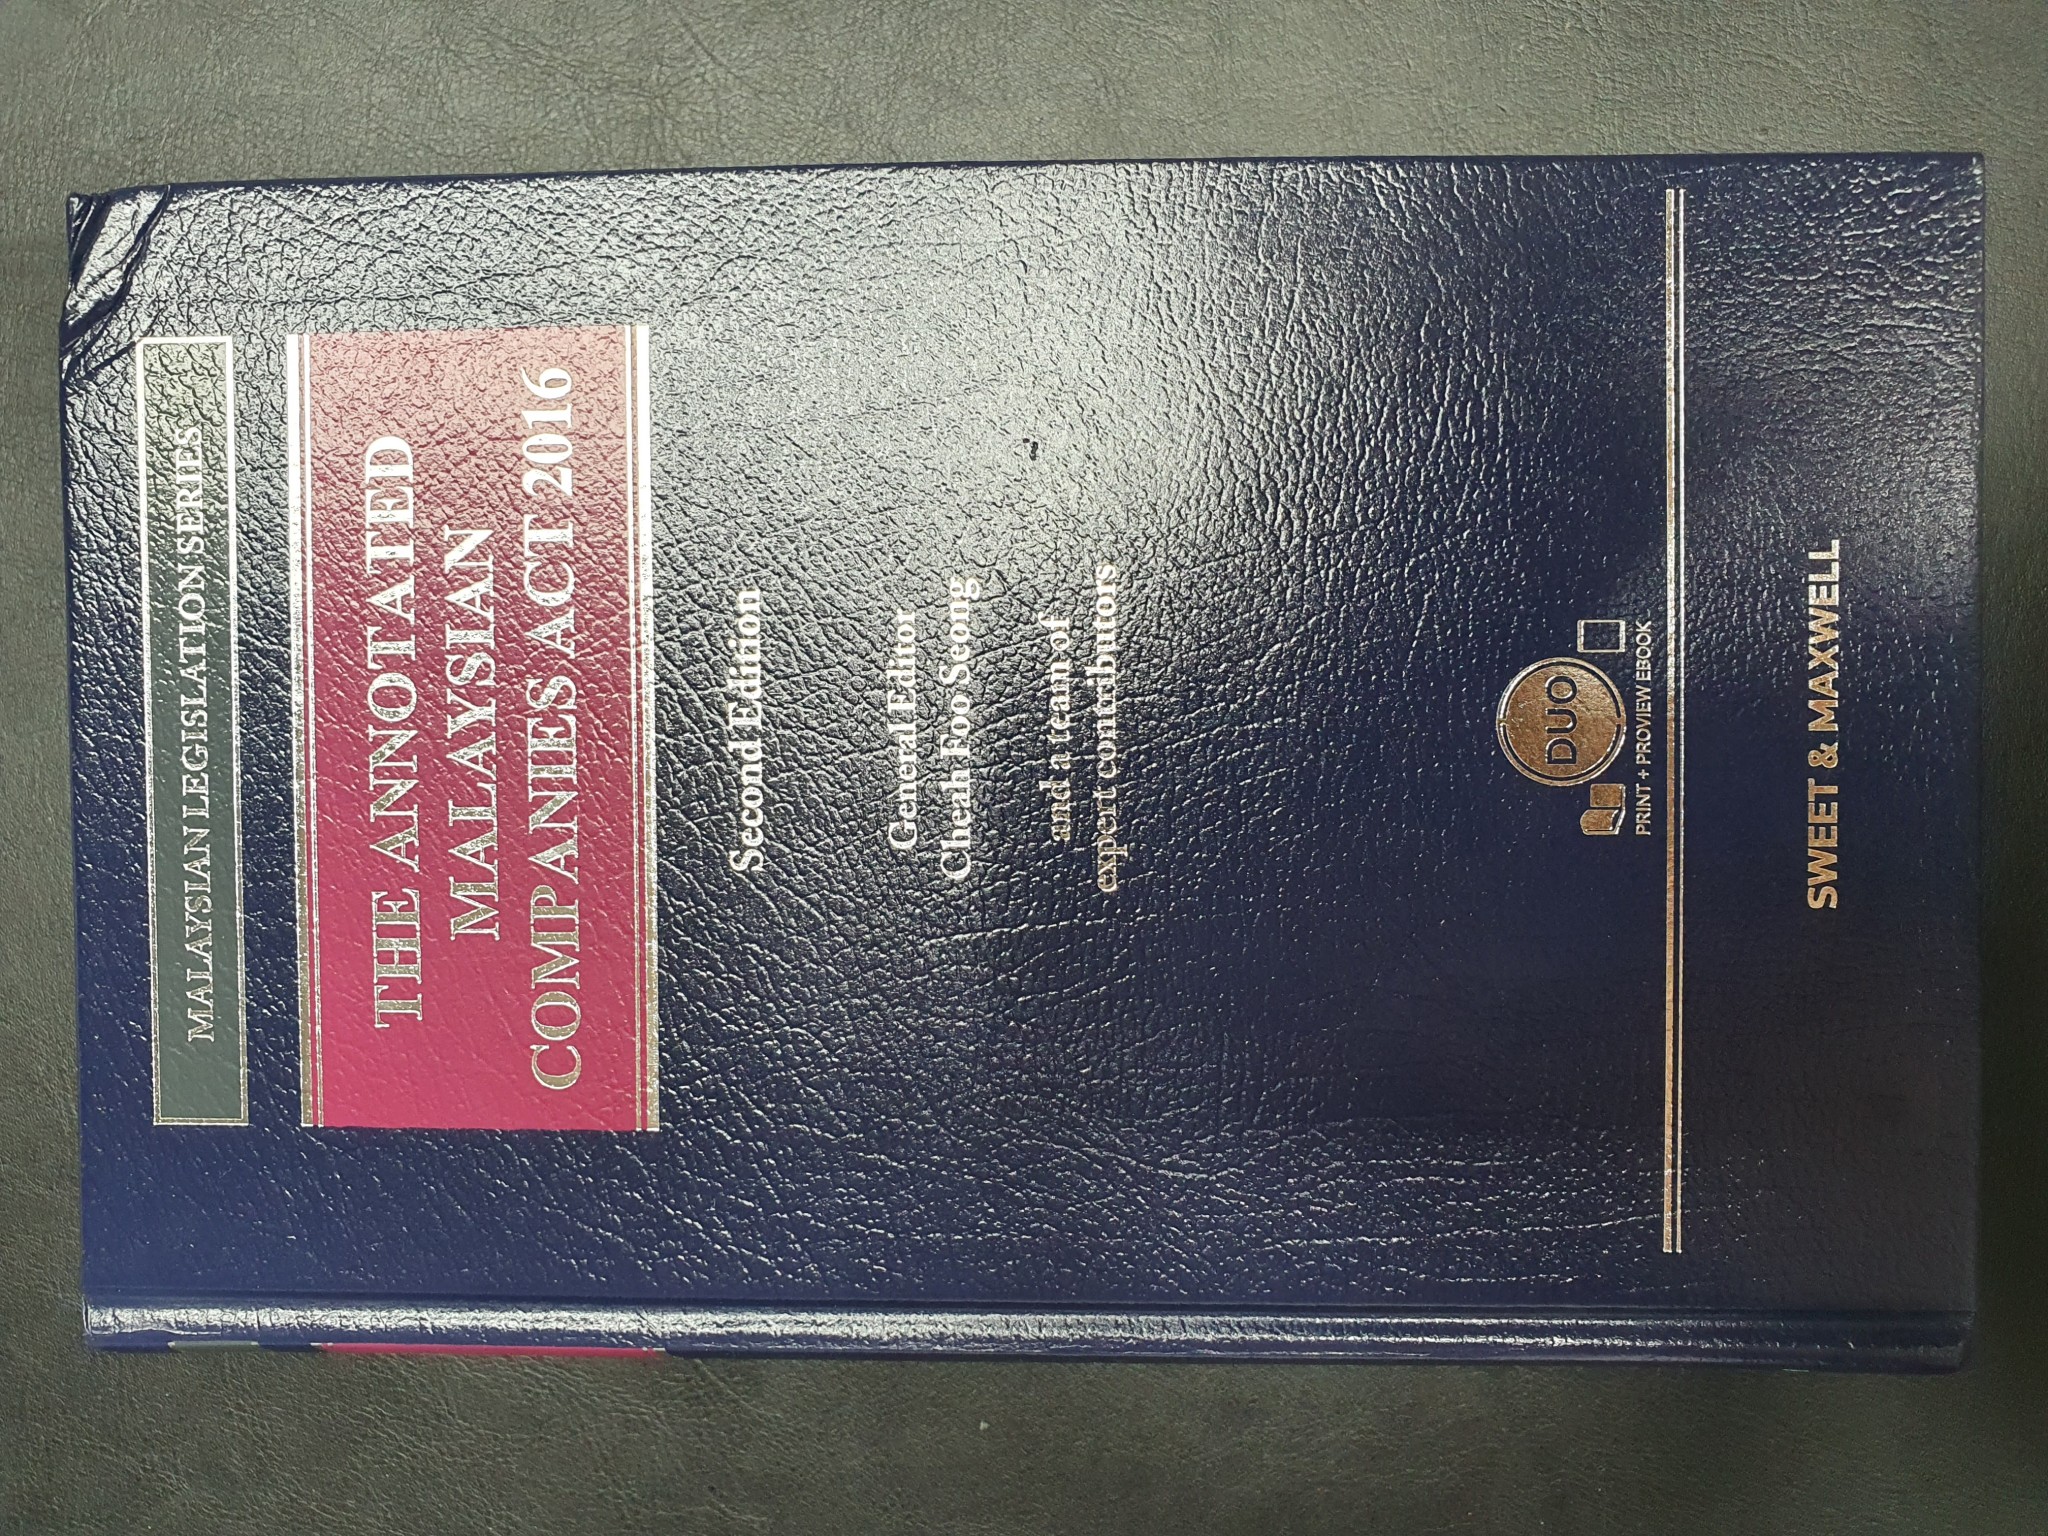 MALAYSIAN LEGISLATION SERIES
THE ANNOTATED
MALAYSIAN
COMPANIES ACT 2016
Second Edition
General Editor
Cheah Foo Seong
and a team of
expert contributors
DUO
PRINT + PROVIEW EBOOK
SWEET & MAXWELL